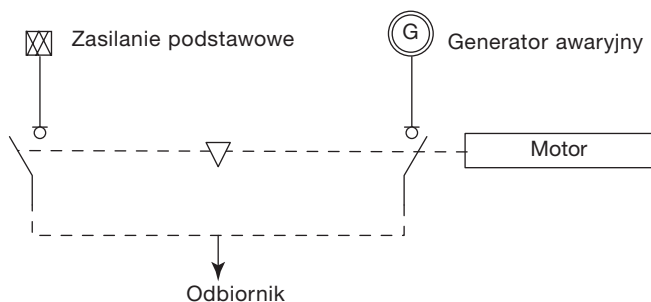 Zasilanie podstawowe
G
Generator awaryjny
Motor
Odbiornik